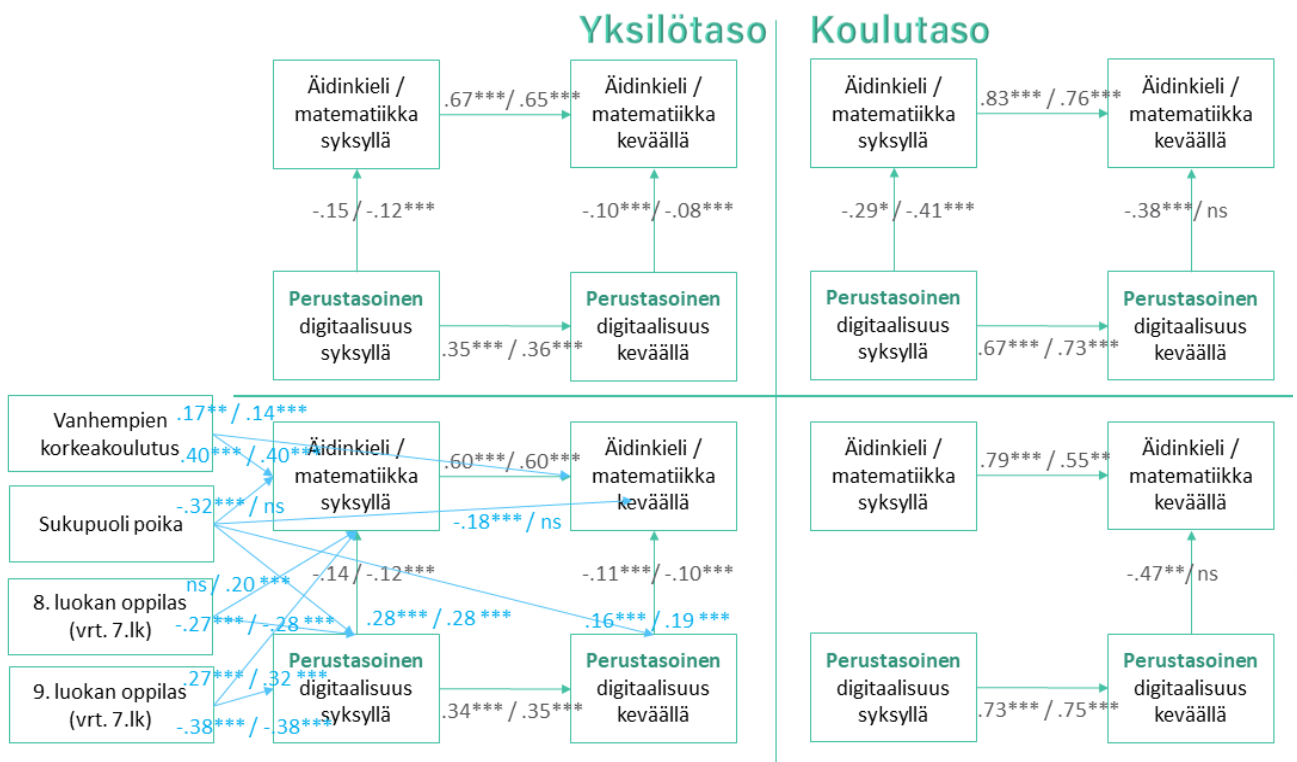 Yksilötaso
Koulutaso
Äidinkieli /
matematiikka
syksyllä
.67***/ .65***
Äidinkieli /
matematiikka
keväällä
-.15 / -.12***
-.10***/ -.08***
Perustasoinen
digitaalisuus
syksyllä
.35*** / .36***
Perustasoinen
digitaalisuus
keväällä
Äidinkieli /
matematiikka
syksyllä
.83*** / .76***
Äidinkieli /
matematiikka
keväällä
-.29* / -.41***
-.38***/ ns
Perustasoinen
digitaalisuus
syksyllä
.67*** / .73***
Perustasoinen
digitaalisuus
keväällä
Vanhempien
korkeakoulutus
.17** / .14***
.40*** / .40***
Sukupuoli poika
-.32***/ ns
8. luokan oppilas
(vrt. 7.lk)
ns / .20 ***
-.27***/ -.28 ***
9. luokan oppilas
(vrt. 7.lk)
.27***/ .32 ***
-.38***/ -.38***
Äidinkieli /
matematiikka
syksyllä
.60***/ .60***
Äidinkieli /
matematiikka
keväällä
-.18***/ ns
-.14 / -.12***
-.11***/ -.10***
.28*** / .28 ***
.16*** / .19 ***
Perustasoinen
digitaalisuus
syksyllä
.34*** / .35***
Perustasoinen
digitaalisuus
keväällä
Äidinkieli /
matematiikka
syksyllä
.79*** / .55**
Äidinkieli /
matematiikka
keväällä
-.47**/ ns
Perustasoinen
digitaalisuus
syksyllä
.73*** / .75***
Perustasoinen
digitaalisuus
keväällä